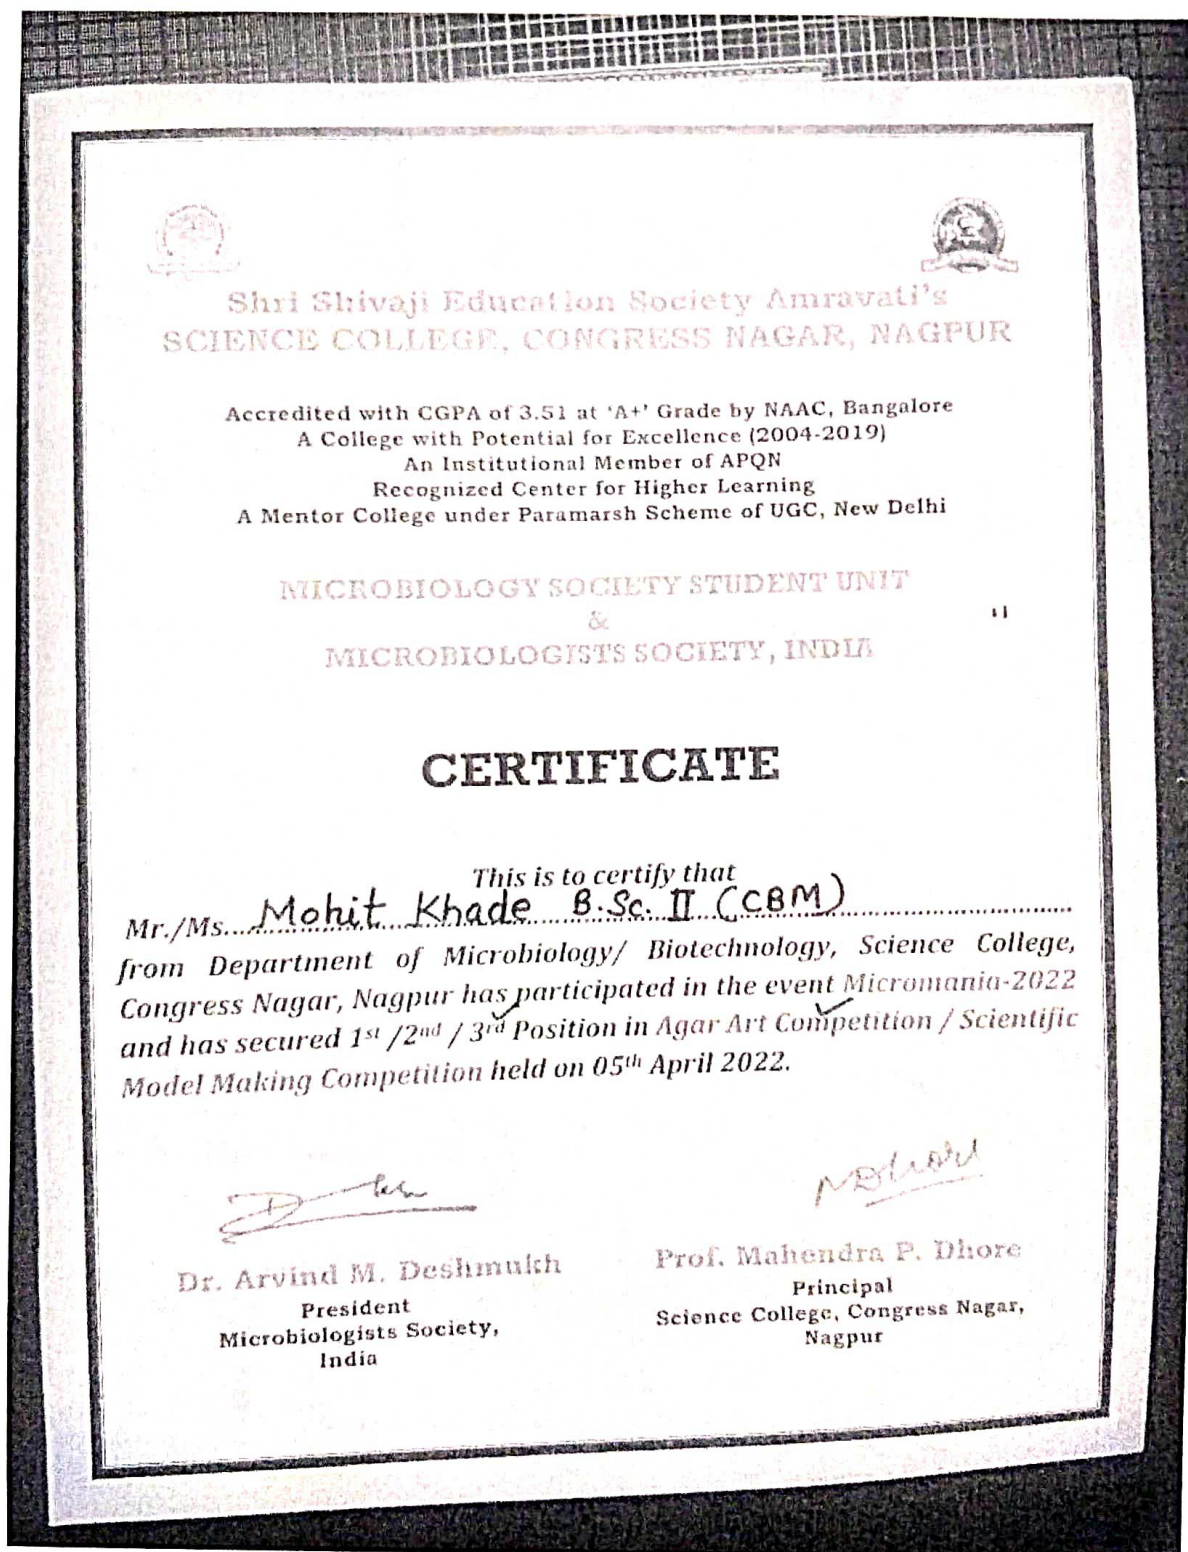 Shri Shivaji Education Society Amravati's
SCIENCE COLLEGE, CONGRESS NAGAR, NAGPUR
Accredited with CGPA of 3.51 at 'A+' Grade by NAAC, Bangalore
A College with Potential for Excellence (2004-2019)
An Institutional Member of APQN
Recognized Center for Higher Learning
A Mentor College under Paramarsh Scheme of UGC, New Delhi
MICROBIOLOGY SOCIETY STUDENT UNIT
&
MICROBIOLOGISTS SOCIETY, INDIA
CERTIFICATE
This is to certify that
Mr./Ms. Mohit Khade B.Sc. II (CBM)
from Department of Microbiology/ Biotechnology, Science College,
Congress Nagar, Nagpur has participated in the event Micromania-2022
and has secured 1st /2nd / 3rd Position in Agar Art Competition / Scientific
Model Making Competition held on 05th April 2022.
NDhore
Dr. Arvind M. Deshmukh
President
Microbiologists Society,
India
Prof. Mahendra P. Dhore
Principal
Science College, Congress Nagar,
Nagpur